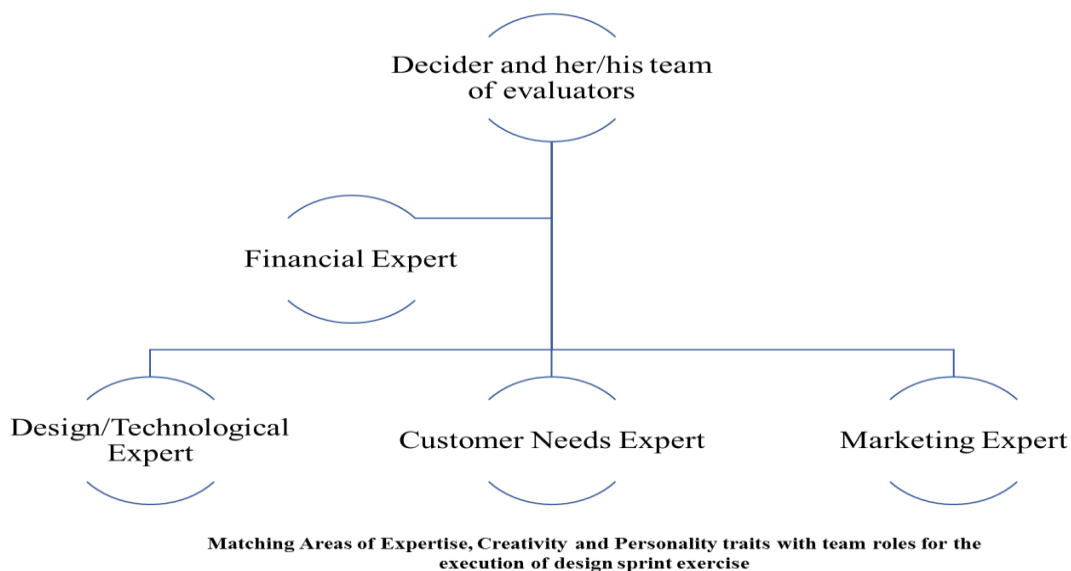 Decider and her/his team
of evaluators
Financial Expert
Design/Technological
Expert
Customer Needs Expert
Marketing Expert
Matching Areas of Expertise, Creativity and Personality traits with team roles for the
execution of design sprint exercise